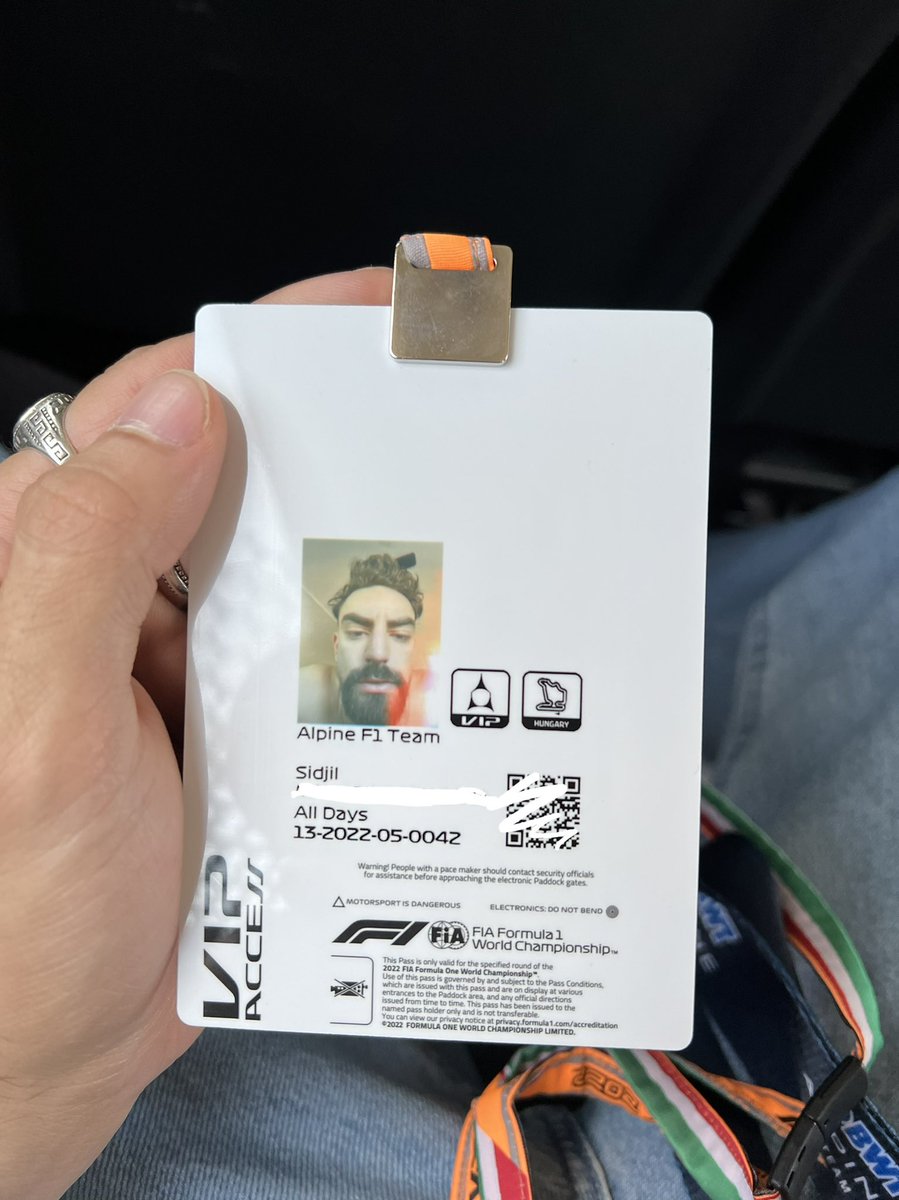 VIP
HUNGARY
Alpine F1 Team
Sidjil
All Days
13-2022-05-0042
Warning! People with a pace maker should contact security officials
for assistance before approaching the electronic Paddock gates.
MOTORSPORT IS DANGEROUS
ELECTRONICS: DO NOT BEND
F1 FIA FIA Formula 1
World Championship™
This Pass is only valid for the specified round of the
2022 FIA Formula One World Championship™.
Use of this pass is governed by and subject to the Pass Conditions,
which are issued with this pass and are on display at various
entrances to the Paddock area, and any official directions
issued from time to time. This pass has been issued to the
named pass holder only and is not transferable.
You can view our privacy notice at privacy.formula1.com/accreditation
©2022 FORMULA ONE WORLD CHAMPIONSHIP LIMITED.
VIP
ACCESS
BWT
BWT
TEAM